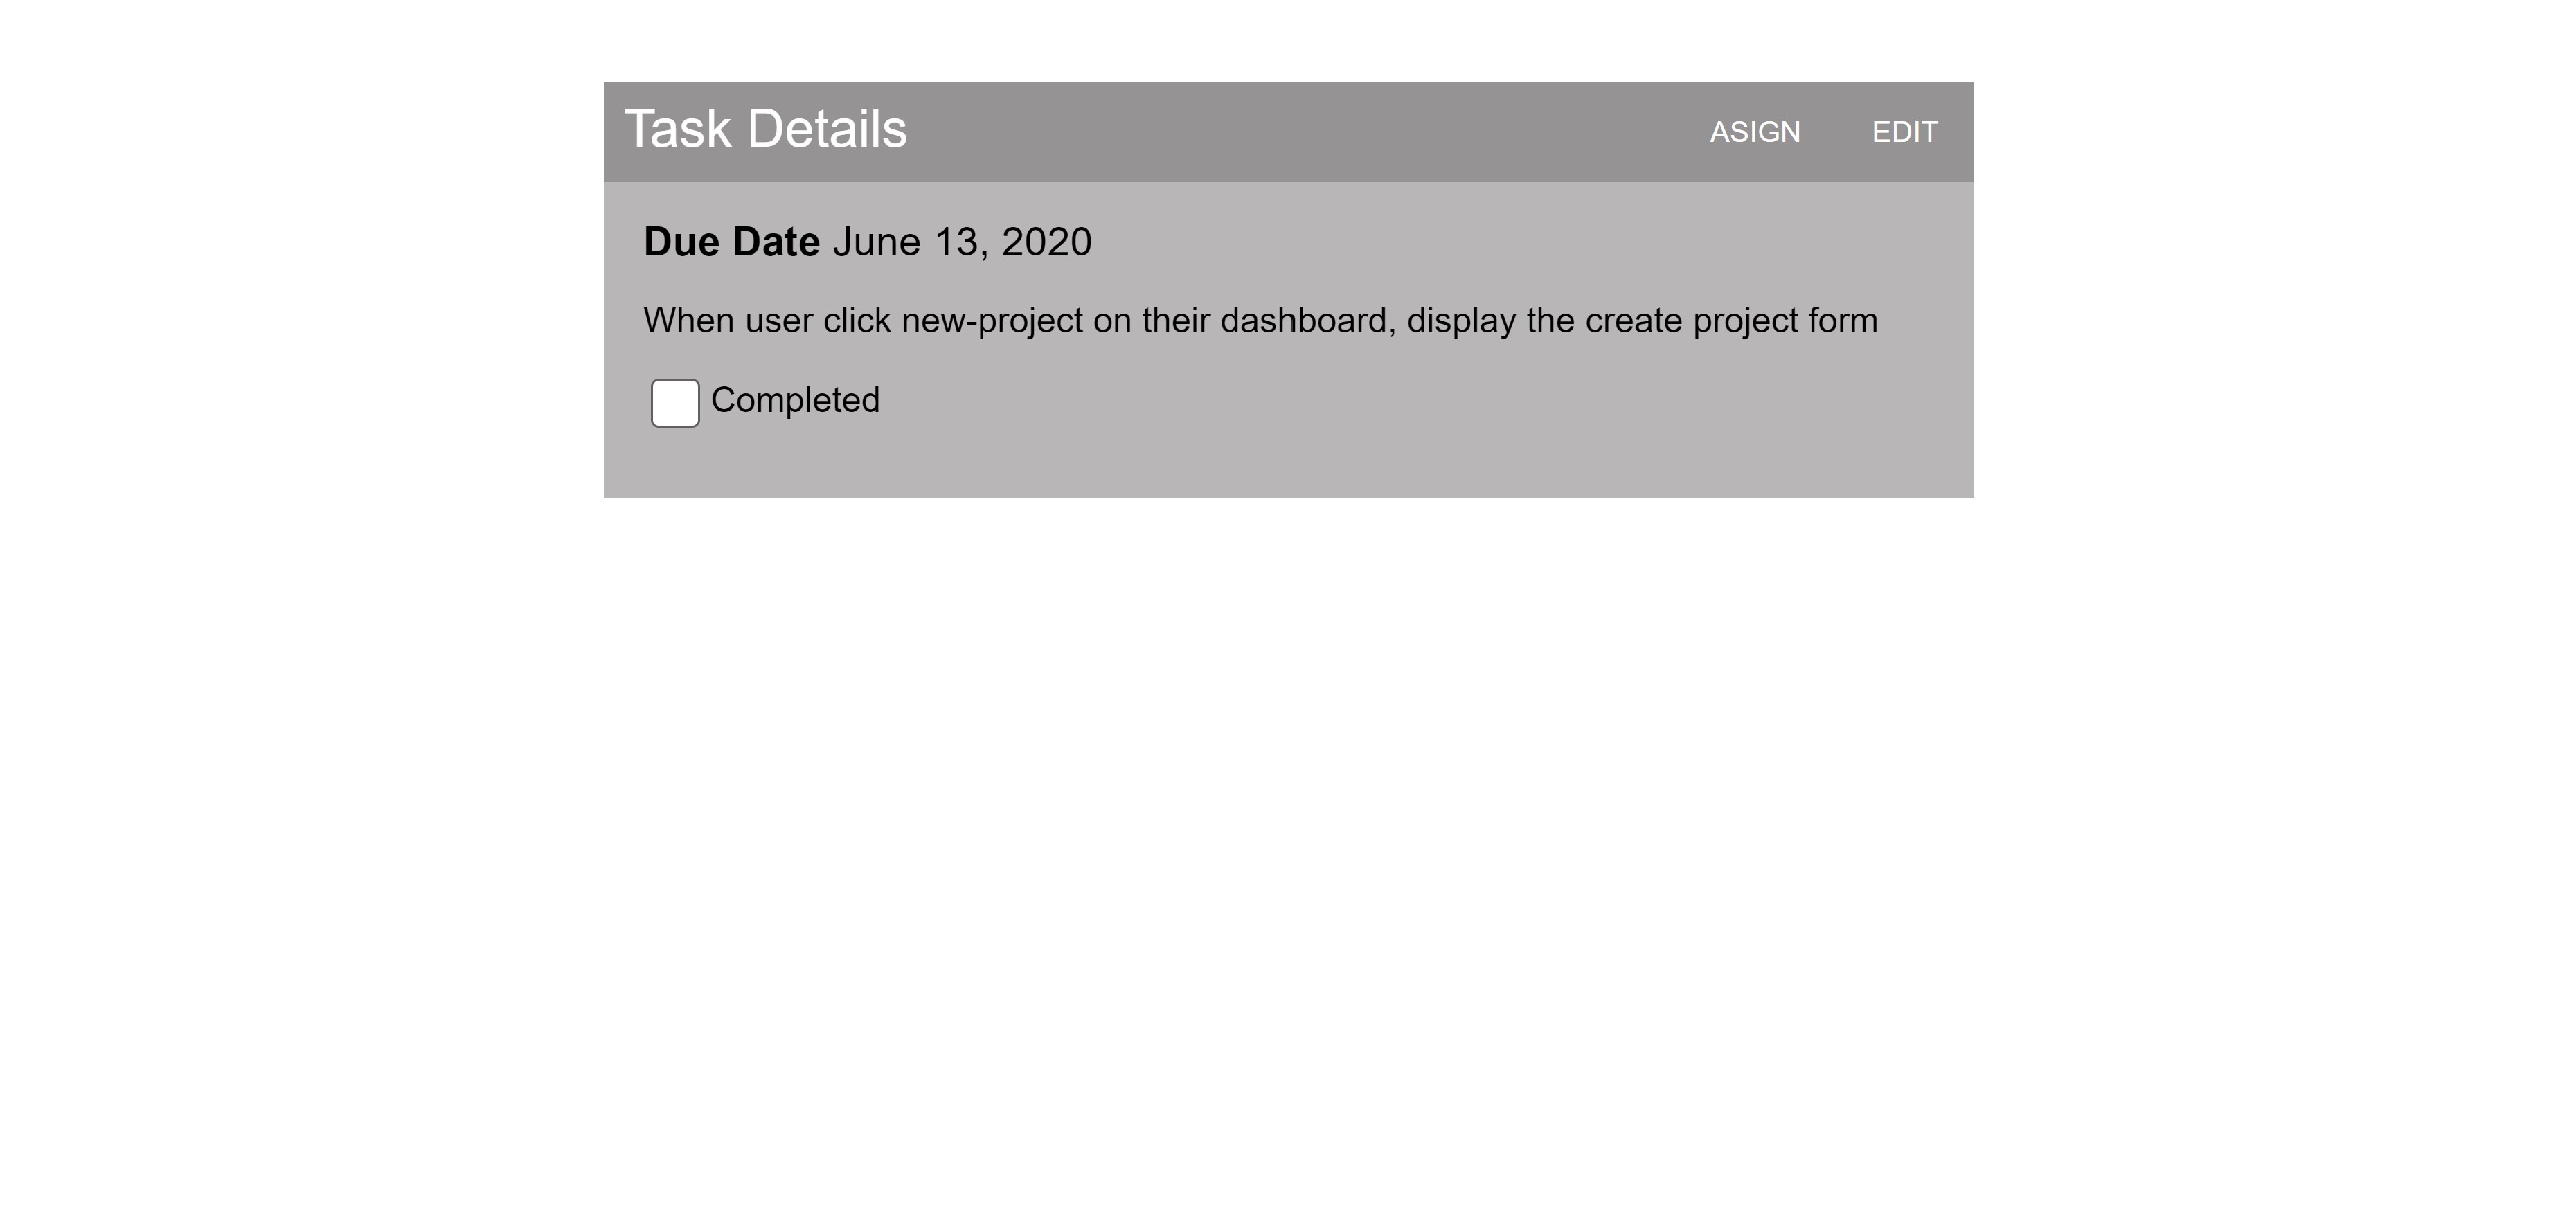 Task Details ASIGN EDIT
Due Date June 13, 2020
When user click new-project on their dashboard, display the create project form
Completed